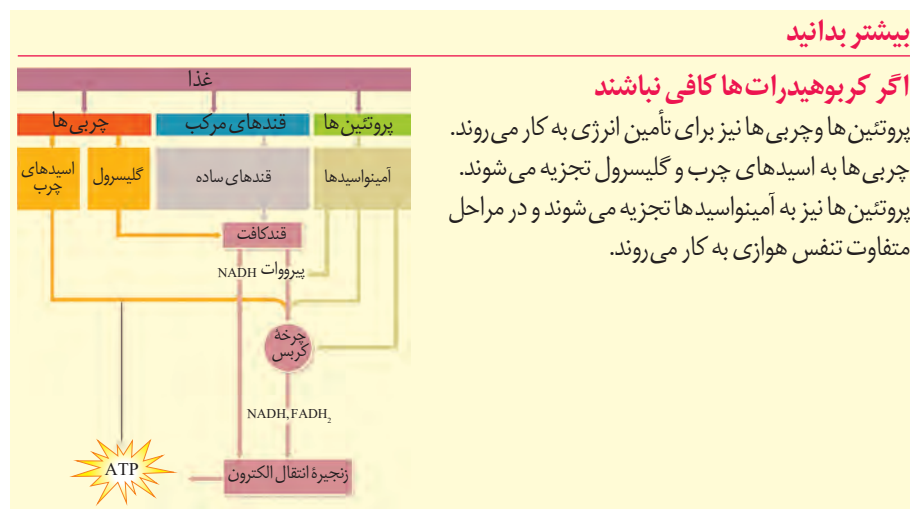 بیشتر بدانید
اگر کربوهیدرات‌ها کافی نباشند
پروتئین‌ها وچربی‌ها نیز برای تأمین انرژی به کار می‌روند.
چربی‌ها به اسیدهای چرب و گلیسرول تجزیه می‌شوند.
پروتئین‌ها نیز به آمینواسیدها تجزیه می‌شوند و در مراحل
متفاوت تنفس هوازی به کار می‌روند.
غذا
پروتئین‌ها
قندهای مرکب
چربی‌ها
آمینواسیدها
قندهای ساده
گلیسرول
اسیدهای
چرب
قندکافت
پیرووات NADH
چرخهٔ
کربس
NADH, FADH₂
زنجیرهٔ انتقال الکترون
ATP